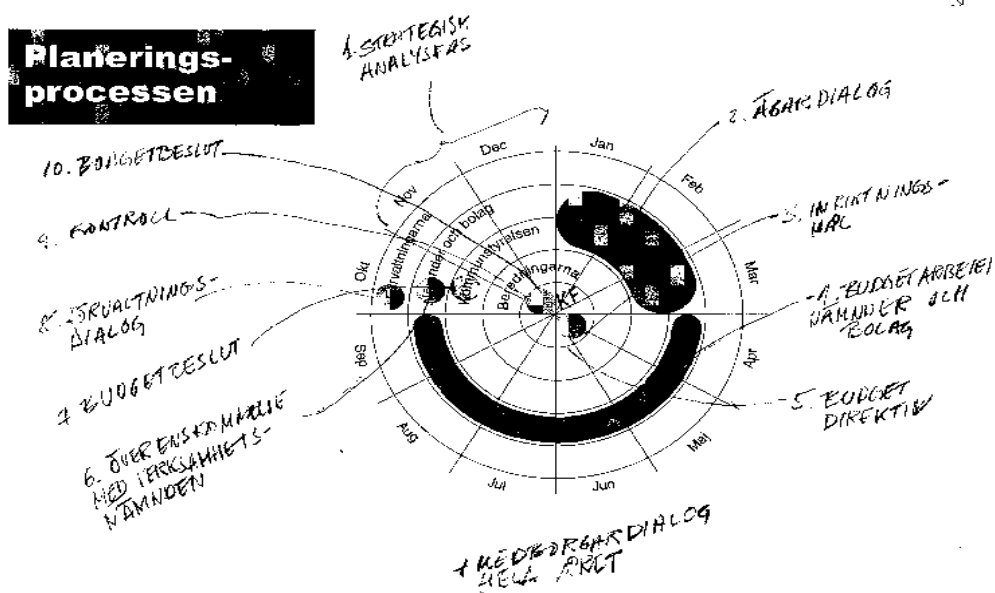 Planerings-
processen
1. STRATEGISK
ANALYSFAS
2. ÄGARDIALOG
3. INRIKTNINGS-
MÅL
4. BUDGETARBETE I
NÄMNDER OCH
BOLAG
5. BUDGET
DIREKTIV
6. ÖVERENSKOMMELSE
MED VERKSAMHETS-
NÄMNDEN
7. BUDGETBESLUT
8. FÖRVALTNINGS-
DIALOG
9. KONTROLL
10. BUDGETBESLUT
Jan
Feb
Mar
Apr
Maj
Jun
Jul
Aug
Sep
Okt
Nov
Dec
Förvaltningarna
och bolag
Kommunstyrelsen
Beredningarna
KF
+ MEDBORGARDIALOG
HELA ÅRET